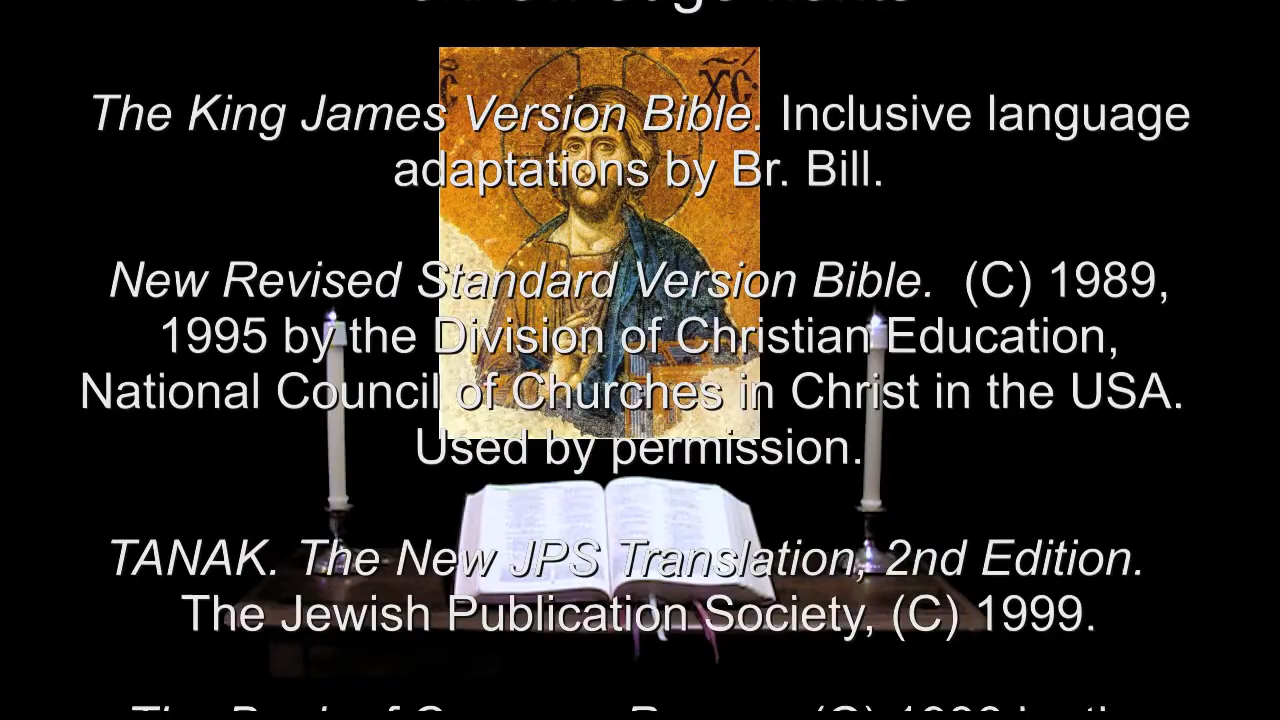 The King James Version Bible. Inclusive language
adaptations by Br. Bill.
New Revised Standard Version Bible. (C) 1989,
1995 by the Division of Christian Education,
National Council of Churches in Christ in the USA.
Used by permission.
TANAK. The New JPS Translation, 2nd Edition.
The Jewish Publication Society, (C) 1999.